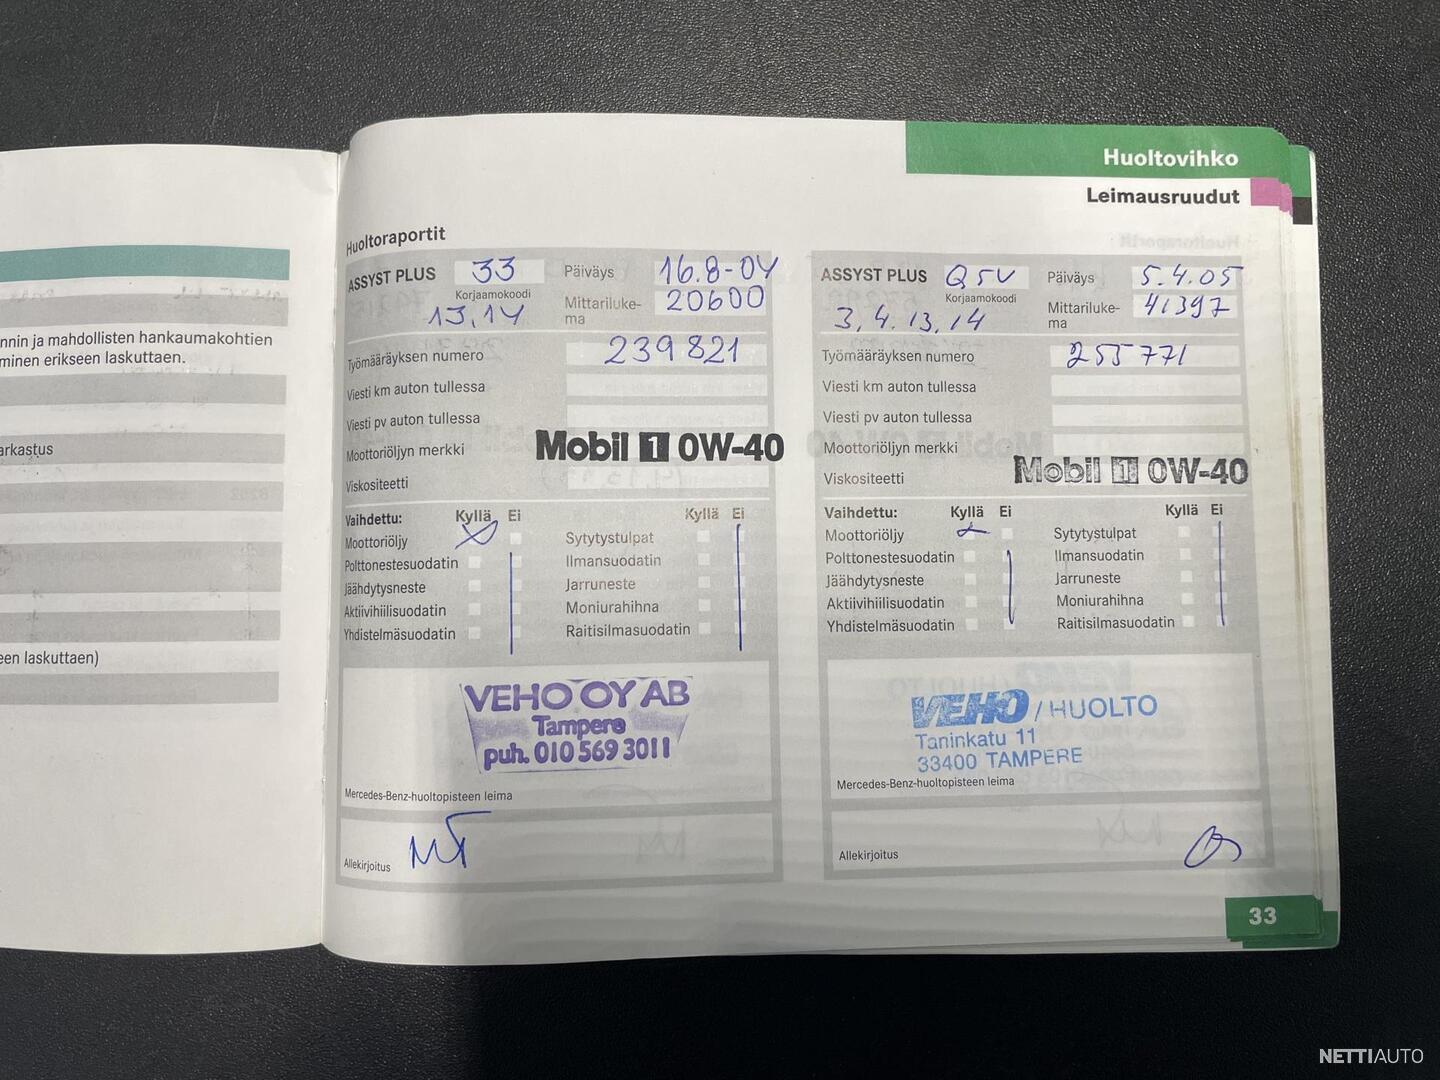 nnin ja mahdollisten hankaumakohtien
minen erikseen laskuttaen.
arkastus
een laskuttaen)
Huoltovihko
Leimausruudut
Huoltoraportit
ASSYST PLUS 33
Korjaamokoodi
13,14
Päiväys 16.8-04
Mittariluke-
ma 20600
Työmääräyksen numero 239821
Viesti km auton tullessa
Viesti pv auton tullessa
Moottoriöljyn merkki
Mobil 1 0W-40
Viskositeetti
Vaihdettu: Kyllä Ei Kyllä Ei
Moottoriöljy Sytytystulpat
Polttonestesuodatin Ilmansuodatin
Jäähdytysneste Jarruneste
Aktiivihiilisuodatin Moniurahihna
Yhdistelmäsuodatin Raitisilmasuodatin
VEHO OY AB
Tampere
puh. 010 569 3011
Mercedes-Benz-huoltopisteen leima
Allekirjoitus
ASSYST PLUS
Korjaamokoodi
3, 4. 13, 14
Päiväys 5.4.05
Mittariluke-
ma 41397
Työmääräyksen numero 255771
Viesti km auton tullessa
Viesti pv auton tullessa
Moottoriöljyn merkki
Mobil 1 0W-40
Viskositeetti
Vaihdettu: Kyllä Ei Kyllä Ei
Moottoriöljy Sytytystulpat
Polttonestesuodatin Ilmansuodatin
Jäähdytysneste Jarruneste
Aktiivihiilisuodatin Moniurahihna
Yhdistelmäsuodatin Raitisilmasuodatin
VEHO / HUOLTO
Taninkatu 11
33400 TAMPERE
Mercedes-Benz-huoltopisteen leima
Allekirjoitus
33
NETTIAUTO